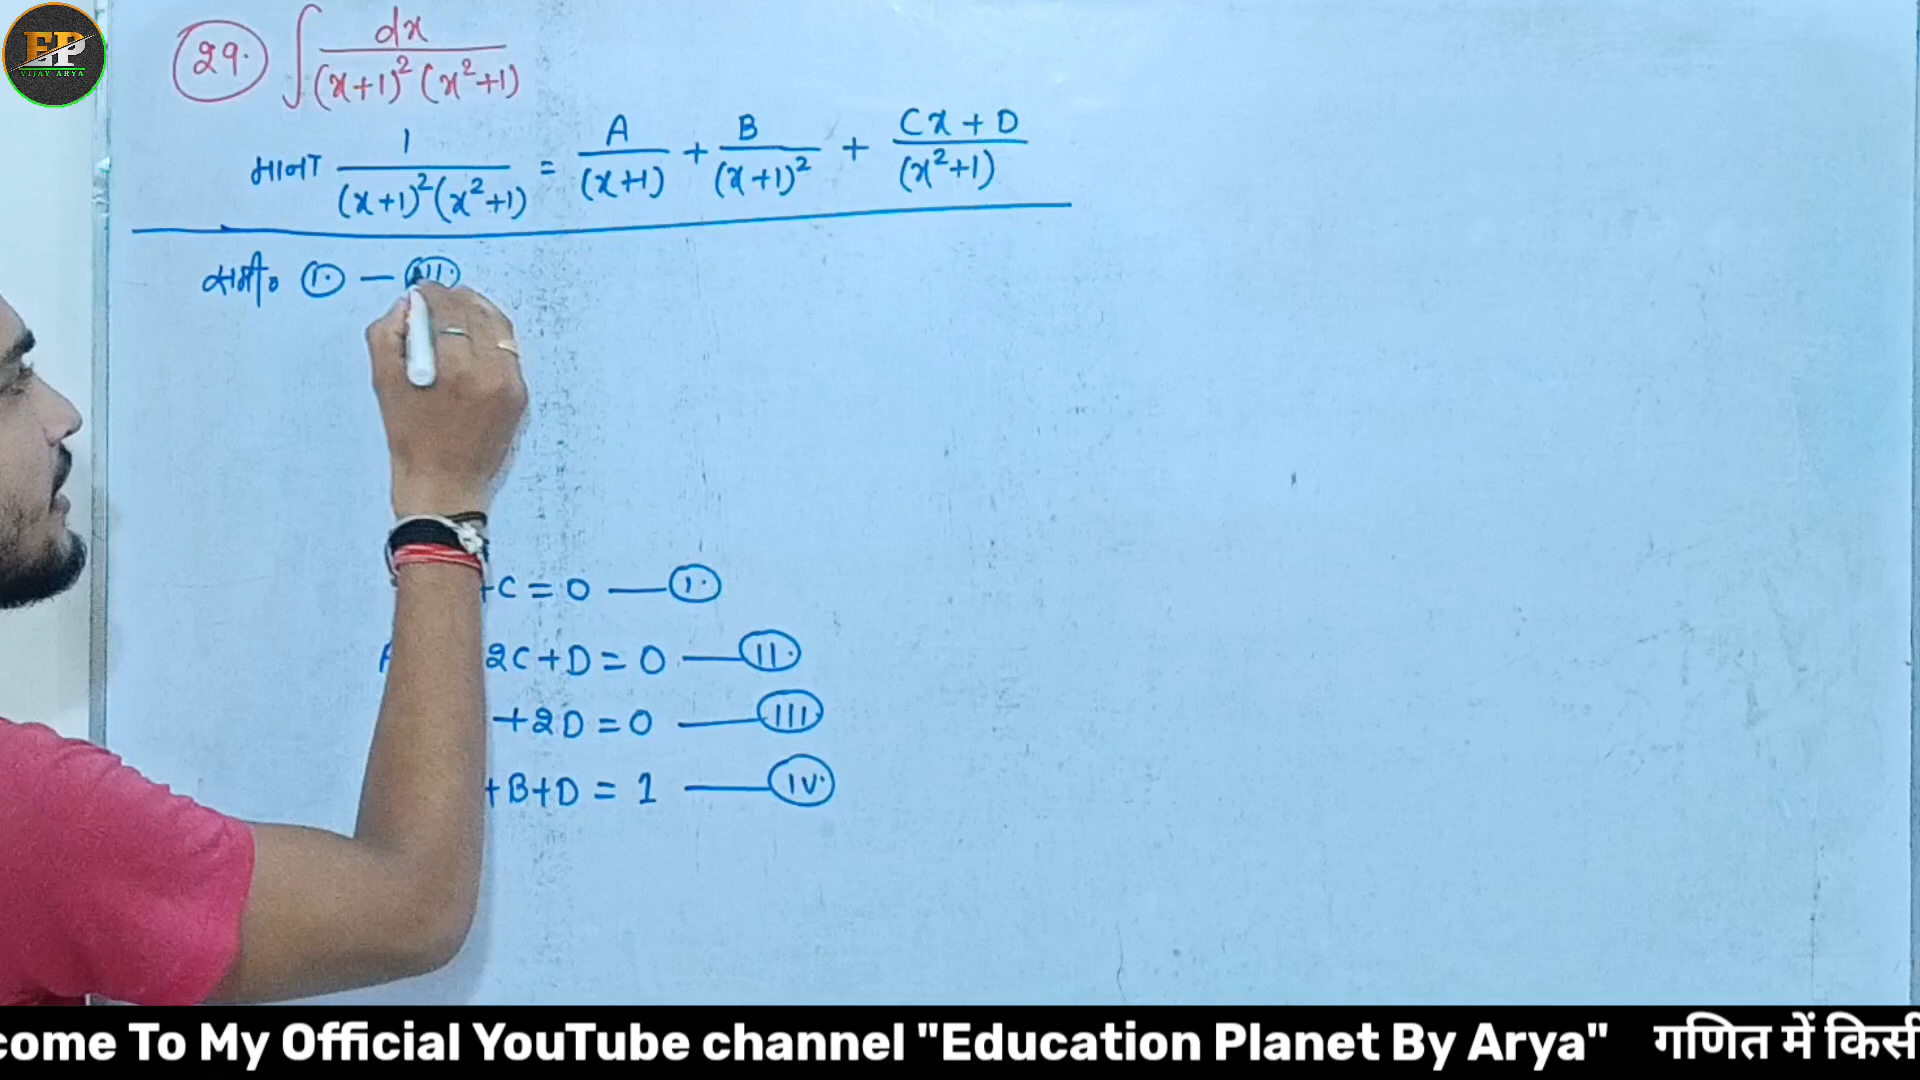 EP
VIJAY ARYA
29. ∫ dx / (x+1)² (x²+1)
माना 1 / (x+1)²(x²+1) = A / (x+1) + B / (x+1)² + Cx+D / (x²+1)
समी० (I.) — (III.)
+C = 0 — (I.)
2C+D = 0 — (II.)
+2D = 0 — (III.)
+B+D = 1 — (IV.)
come To My Official YouTube channel "Education Planet By Arya" गणित में किसी